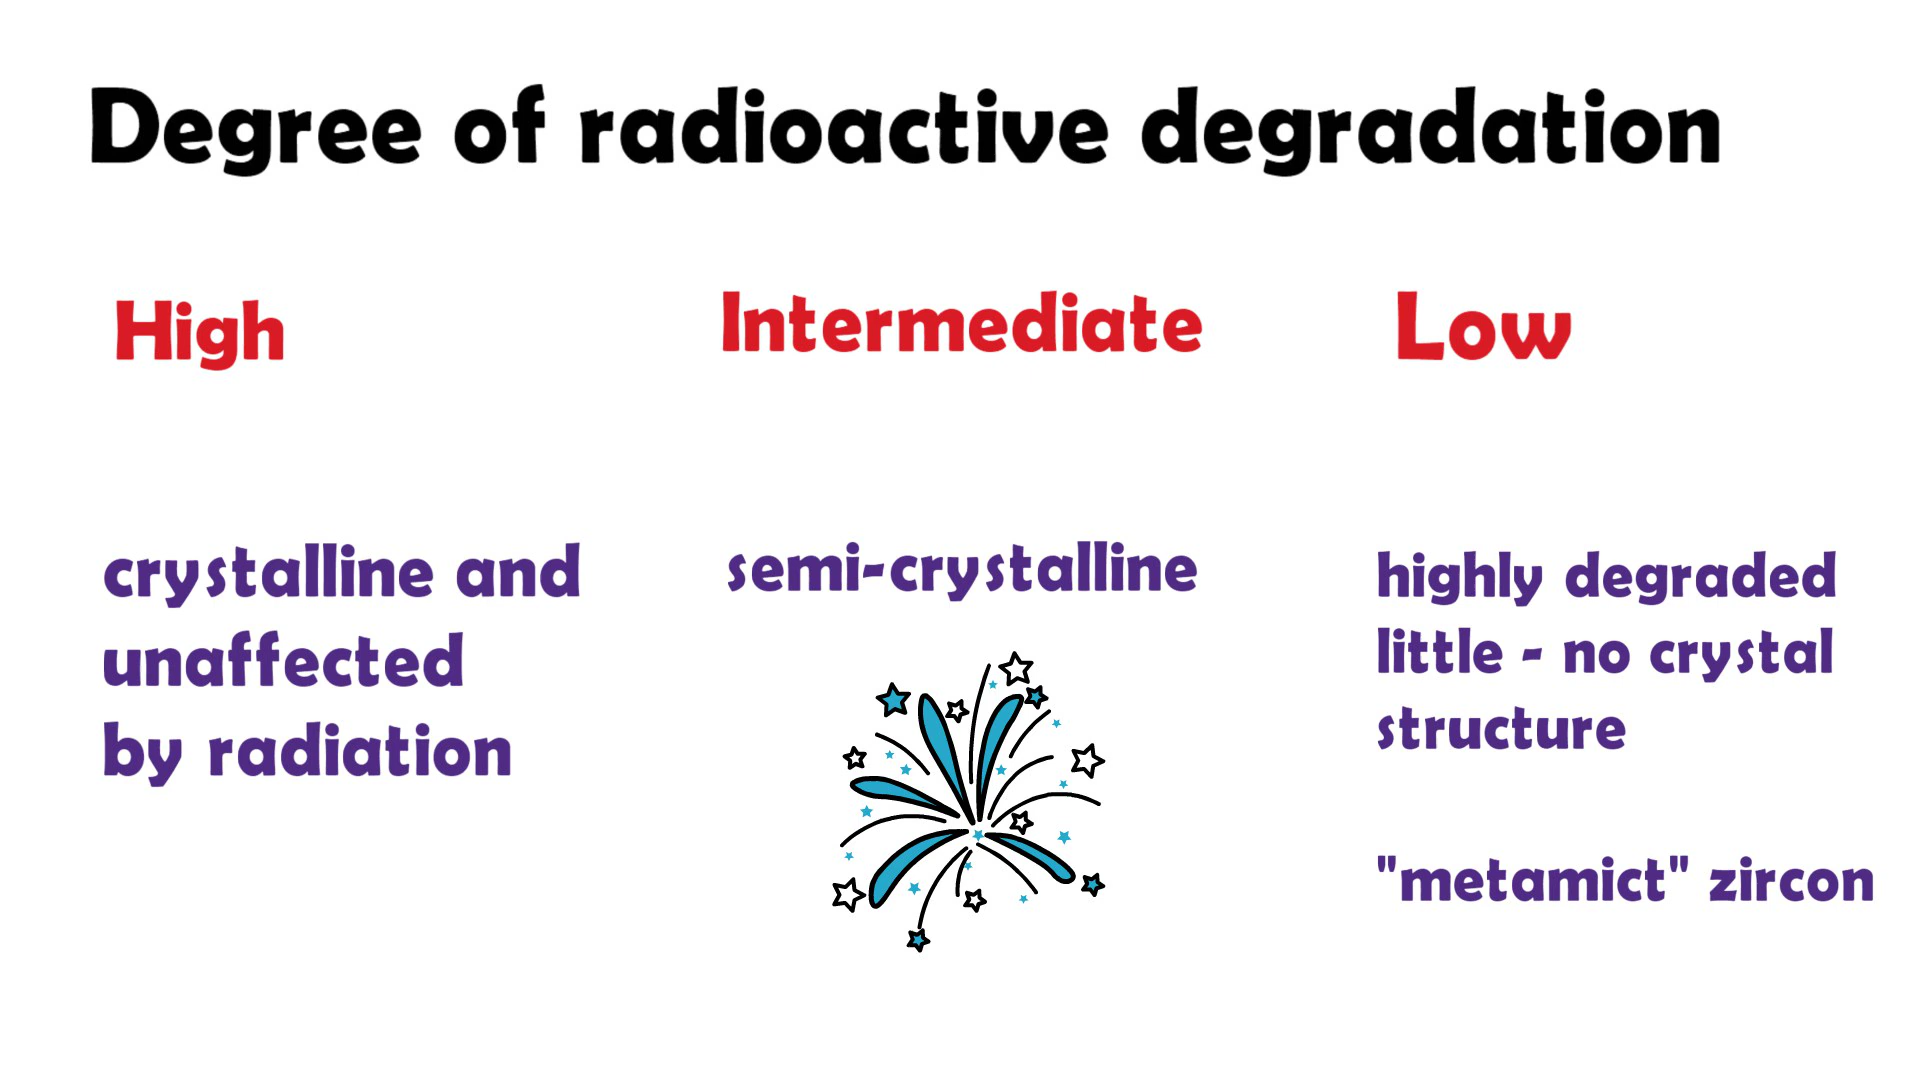 Degree of radioactive degradation
High
Intermediate
Low
crystalline and
unaffected
by radiation
semi-crystalline
highly degraded
little - no crystal
structure
"metamict" zircon